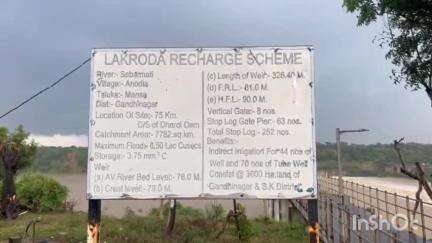 LAKRODA RECHARGE SCHEME
River:- Sabarmati
Village:- Anodia
Taluka:- Mansa
Dist:- Gandhinagar
Location Of Site:- 75 Km.
D/S of Dharoi Dam
Catchment Area:- 7782.sq.km
Maximum Flood:- 6.50 Lac Cusecs
Storage:- 3.75 mm³ C
Weir
(a) AV.River Bed Level:- 76.0 M
(b) Crest level:- 79.0 M
(c) Length of Weir:- 326.40 M
(d) F.R.L:- 81.0 M
(e) H.F.L:- 90.0 M
Vertical Gate:- 8 nos.
Stop Log Gate Pier:- 63 nos.
Total Stop Log:- 252 nos.
Benefits:-
Indirect Irrigation For 44 Nos of
Well and 70 nos of Tube Well
Coastal @ 3600 ha. land of
Gandhinagar & S.K District
InShot